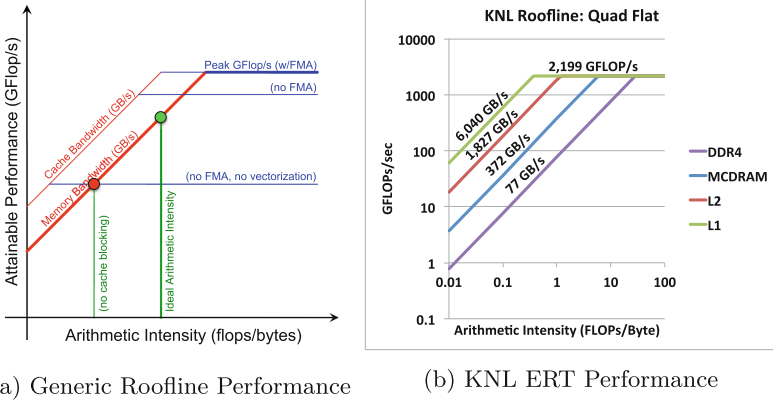 Attainable Performance (GFlop/s)
Peak GFlop/s (w/FMA)
(no FMA)
Cache Bandwidth (GB/s)
Memory Bandwidth (GB/s)
(no FMA, no vectorization)
(no cache blocking)
Ideal Arithmetic Intensity
Arithmetic Intensity (flops/bytes)
a) Generic Roofline Performance
KNL Roofline: Quad Flat
GFLOPs/sec
10000
1000
100
10
1
0.1
2,199 GFLOP/s
6,040 GB/s
1,827 GB/s
372 GB/s
77 GB/s
0.01
0.1
1
10
100
Arithmetic Intensity (FLOPs/Byte)
DDR4
MCDRAM
L2
L1
(b) KNL ERT Performance